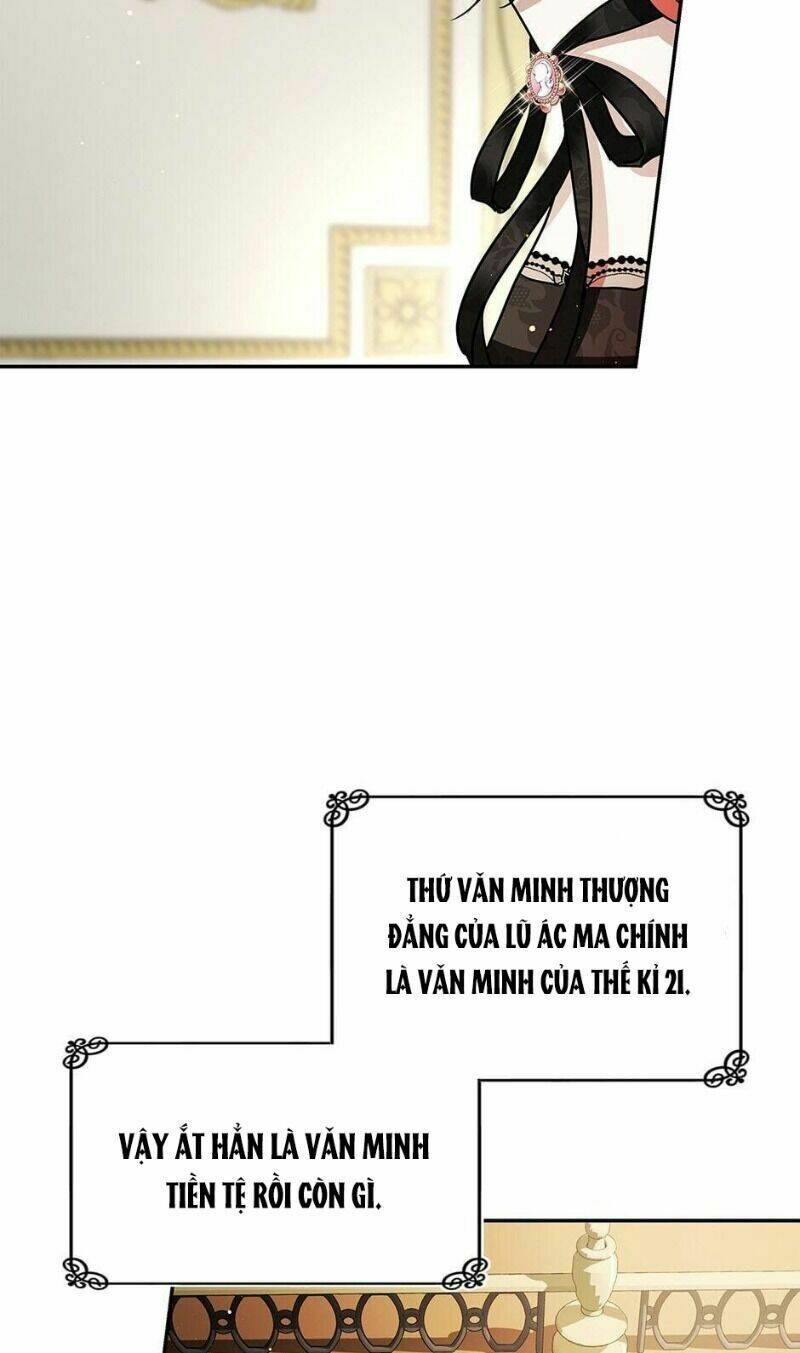 THỨ VĂN MINH THƯỢNG
ĐẲNG CỦA LŨ ÁC MA CHÍNH
LÀ VĂN MINH CỦA THẾ KỈ 21.
VẬY ẮT HẲN LÀ VĂN MINH
TIỀN TỆ RỒI CÒN GÌ.